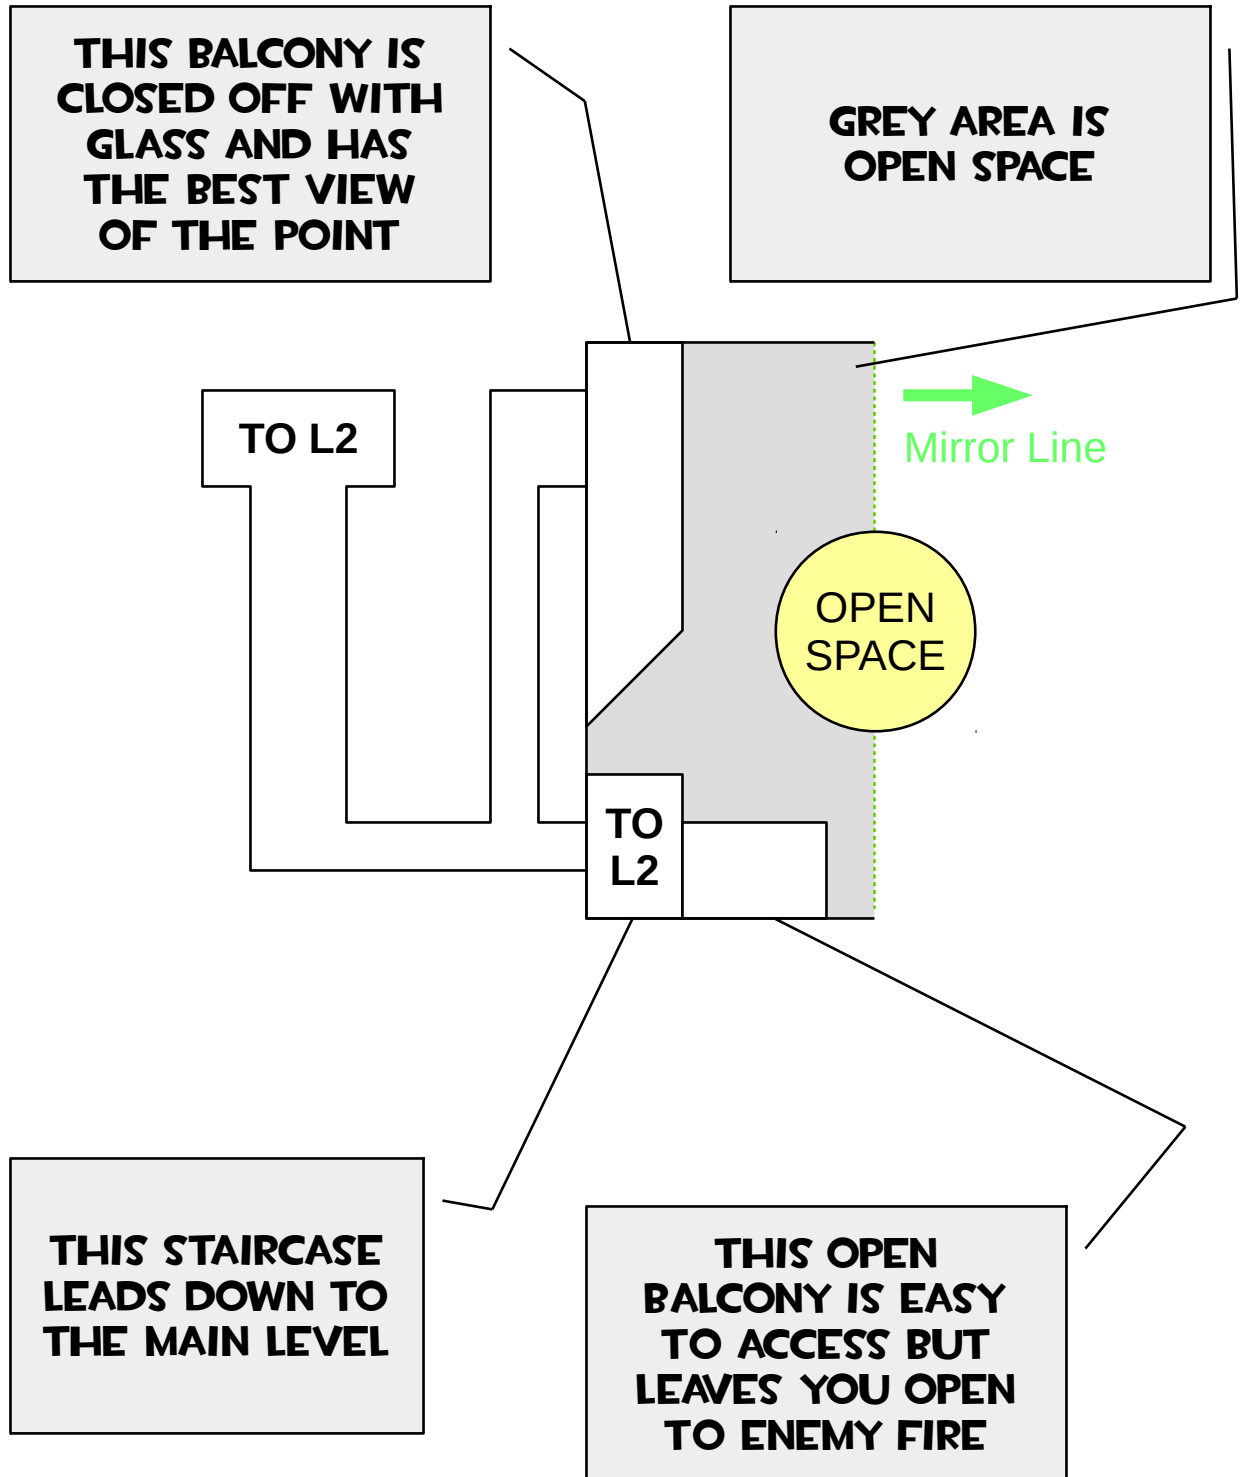 THIS BALCONY IS
CLOSED OFF WITH
GLASS AND HAS
THE BEST VIEW
OF THE POINT
GREY AREA IS
OPEN SPACE
TO L2
Mirror Line
OPEN
SPACE
TO
L2
THIS STAIRCASE
LEADS DOWN TO
THE MAIN LEVEL
THIS OPEN
BALCONY IS EASY
TO ACCESS BUT
LEAVES YOU OPEN
TO ENEMY FIRE